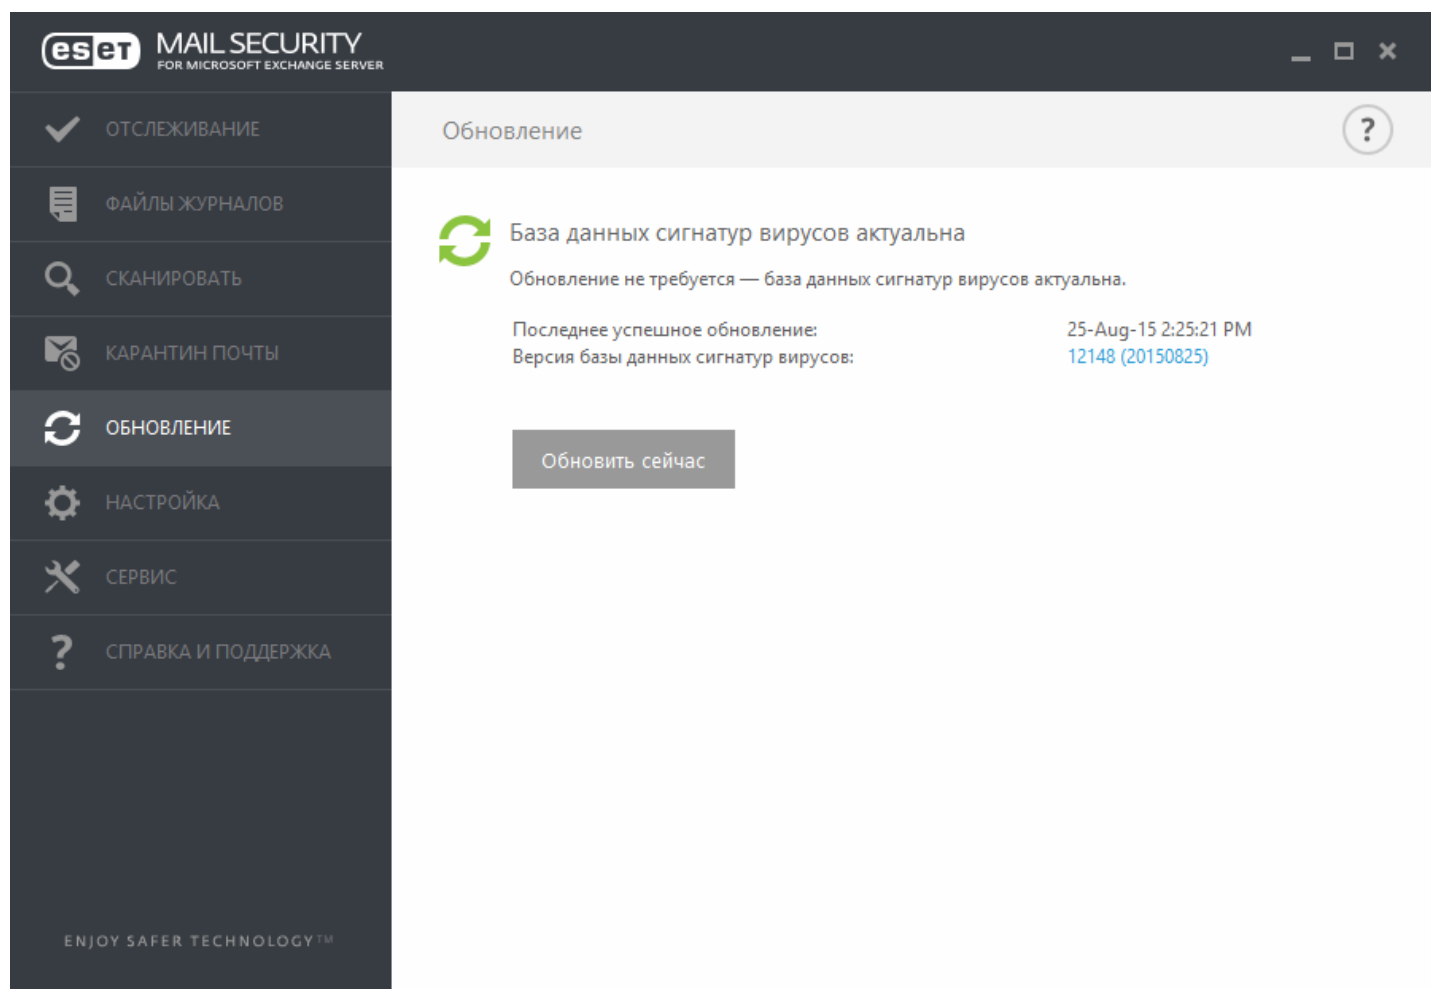 eset MAIL SECURITY
FOR MICROSOFT EXCHANGE SERVER
ОТСЛЕЖИВАНИЕ
ФАЙЛЫ ЖУРНАЛОВ
СКАНИРОВАТЬ
КАРАНТИН ПОЧТЫ
ОБНОВЛЕНИЕ
НАСТРОЙКА
СЕРВИС
СПРАВКА И ПОДДЕРЖКА
ENJOY SAFER TECHNOLOGY™
Обновление ?
База данных сигнатур вирусов актуальна
Обновление не требуется — база данных сигнатур вирусов актуальна.
Последнее успешное обновление: 25-Aug-15 2:25:21 PM
Версия базы данных сигнатур вирусов: 12148 (20150825)
Обновить сейчас